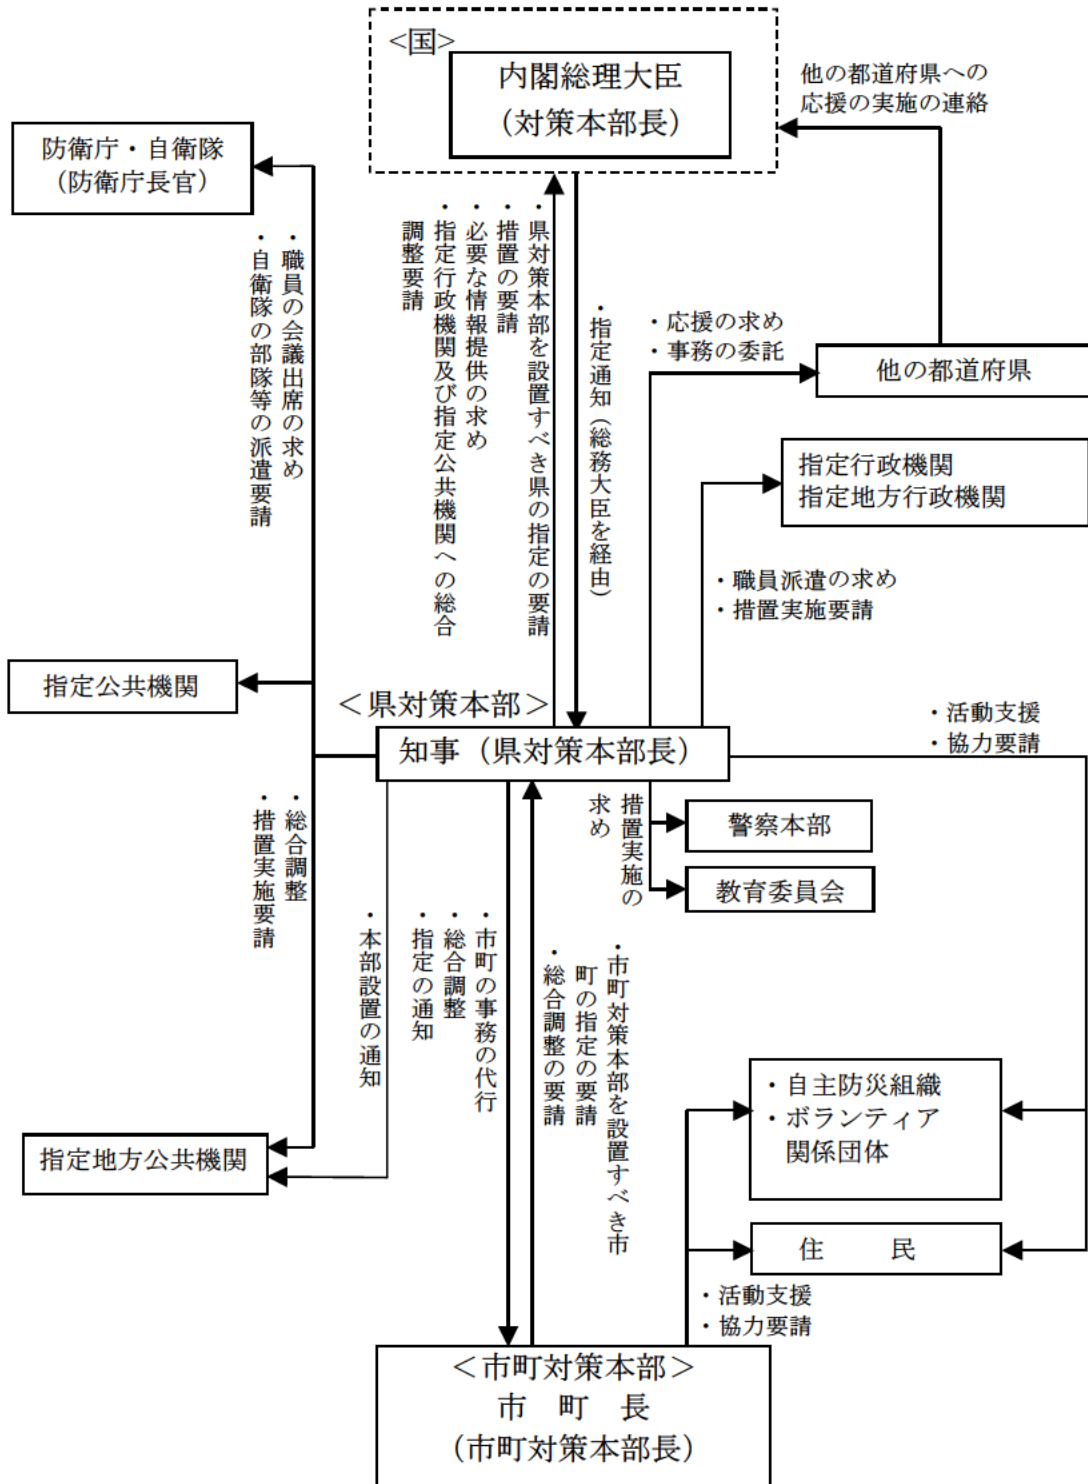 <国>
内閣総理大臣
（対策本部長）
他の都道府県への
応援の実施の連絡
防衛庁・自衛隊
（防衛庁長官）
・職員の会議出席の求め
・自衛隊の部隊等の派遣要請
・県対策本部を設置すべき県の指定の要請
・措置の要請
・必要な情報提供の求め
・指定行政機関及び指定公共機関への総合
調整要請
・指定通知（総務大臣を経由）
・応援の求め
・事務の委託
他の都道府県
指定行政機関
指定地方行政機関
・職員派遣の求め
・措置実施要請
指定公共機関
＜県対策本部＞
知事（県対策本部長）
・活動支援
・協力要請
措置実施の
求め
警察本部
教育委員会
・総合調整
・措置実施要請
・本部設置の通知
・市町の事務の代行
・総合調整
・指定の通知
・市町対策本部を設置すべき市
町の指定の要請
・総合調整の要請
指定地方公共機関
・自主防災組織
・ボランティア
関係団体
住　　民
・活動支援
・協力要請
＜市町対策本部＞
市　町　長
（市町対策本部長）